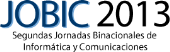 JOBIC 2013
Segundas Jornadas Binacionales de
Informática y Comunicaciones